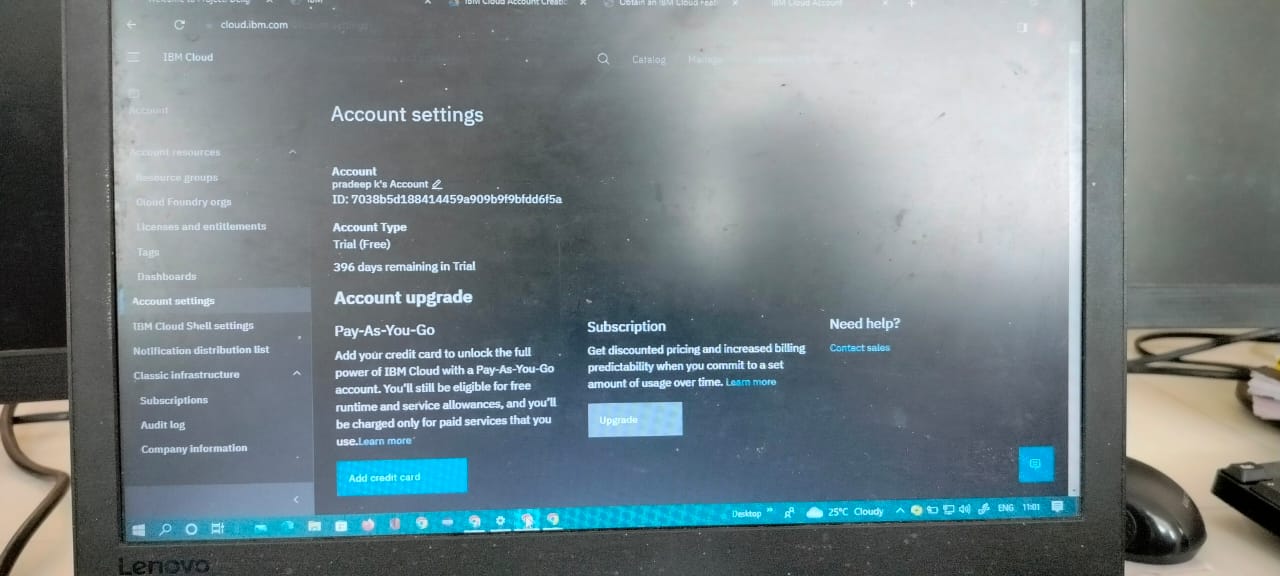 IBM Cloud Account Creatic
Obtain an IBM Cloud Feat
IBM Cloud Account
cloud.ibm.com
IBM Cloud
Catalog
Account
Account settings
Account resources
Resource groups
Cloud Foundry orgs
Licenses and entitlements
Tags
Dashboards
Account settings
IBM Cloud Shell settings
Notification distribution list
Classic infrastructure
Subscriptions
Audit log
Company information
Account
pradeep k's Account
ID: 7038b5d188414459a909b9f9bfdd6f5a
Account Type
Trial (Free)
396 days remaining in Trial
Account upgrade
Pay-As-You-Go
Add your credit card to unlock the full
power of IBM Cloud with a Pay-As-You-Go
account. You'll still be eligible for free
runtime and service allowances, and you'll
be charged only for paid services that you
use.Learn more
Add credit card
Subscription
Get discounted pricing and increased billing
predictability when you commit to a set
amount of usage over time. Learn more
Upgrade
Need help?
Contact sales
Desktop
25°C Cloudy
ENG
11:01
Lenovo